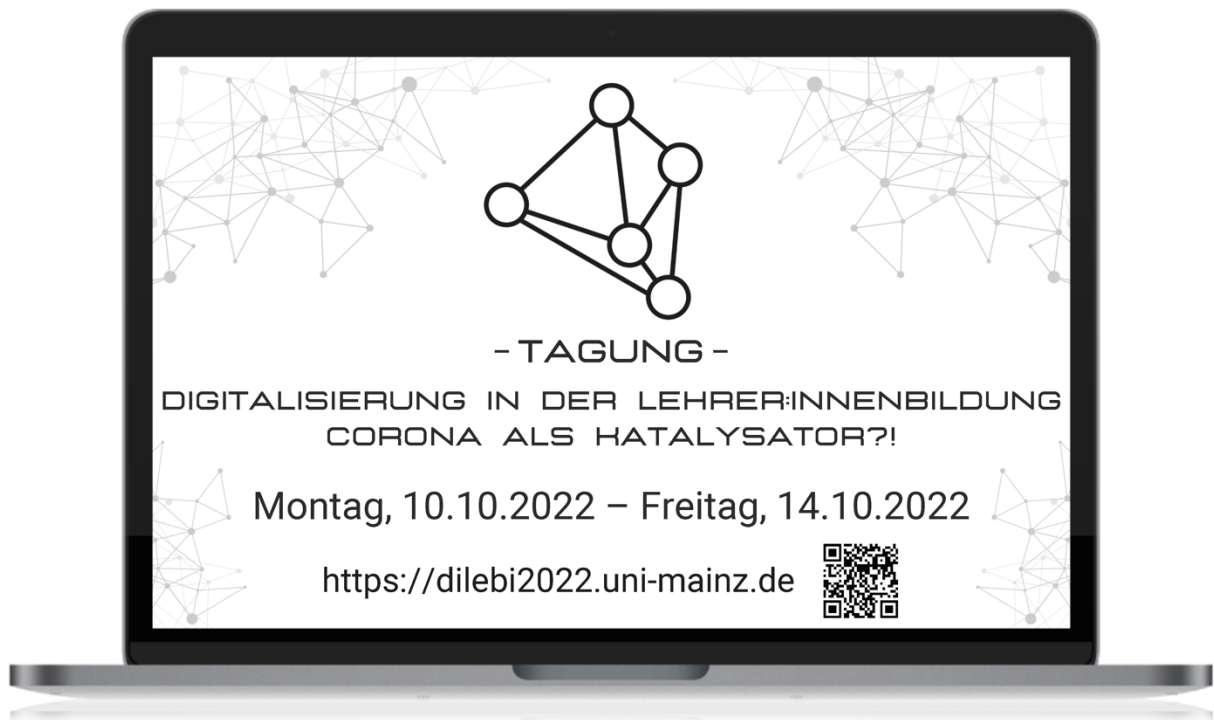 - TAGUNG -
DIGITALISIERUNG IN DER LEHRER:INNENBILDUNG
CORONA ALS KATALYSATOR?!
Montag, 10.10.2022 – Freitag, 14.10.2022
https://dilebi2022.uni-mainz.de